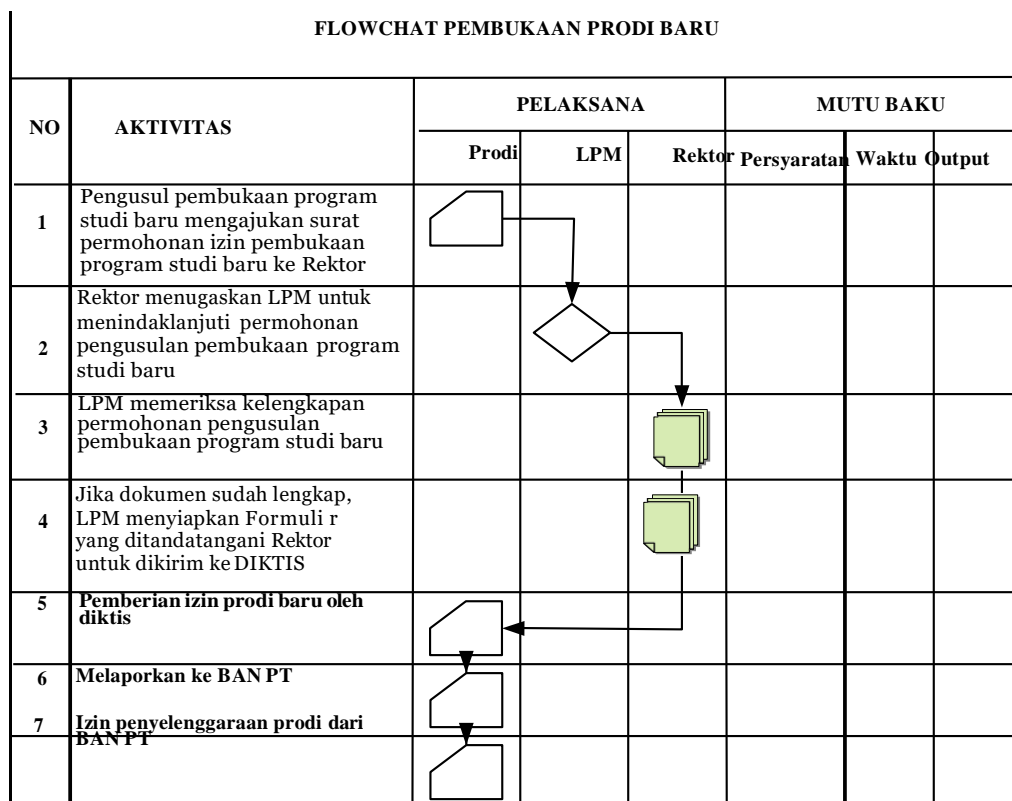 FLOWCHAT PEMBUKAAN PRODI BARU
NO
AKTIVITAS
PELAKSANA
MUTU BAKU
Prodi
LPM
Rektor
Persyaratan
Waktu
Output
1
Pengusul pembukaan program
studi baru mengajukan surat
permohonan izin pembukaan
program studi baru ke Rektor
2
Rektor menugaskan LPM untuk
menindaklanjuti permohonan
pengusulan pembukaan program
studi baru
3
LPM memeriksa kelengkapan
permohonan pengusulan
pembukaan program studi baru
4
Jika dokumen sudah lengkap,
LPM menyiapkan Formuli r
yang ditandatangani Rektor
untuk dikirim ke DIKTIS
5
Pemberian izin prodi baru oleh
diktis
6
Melaporkan ke BAN PT
7
Izin penyelenggaraan prodi dari
BAN PT